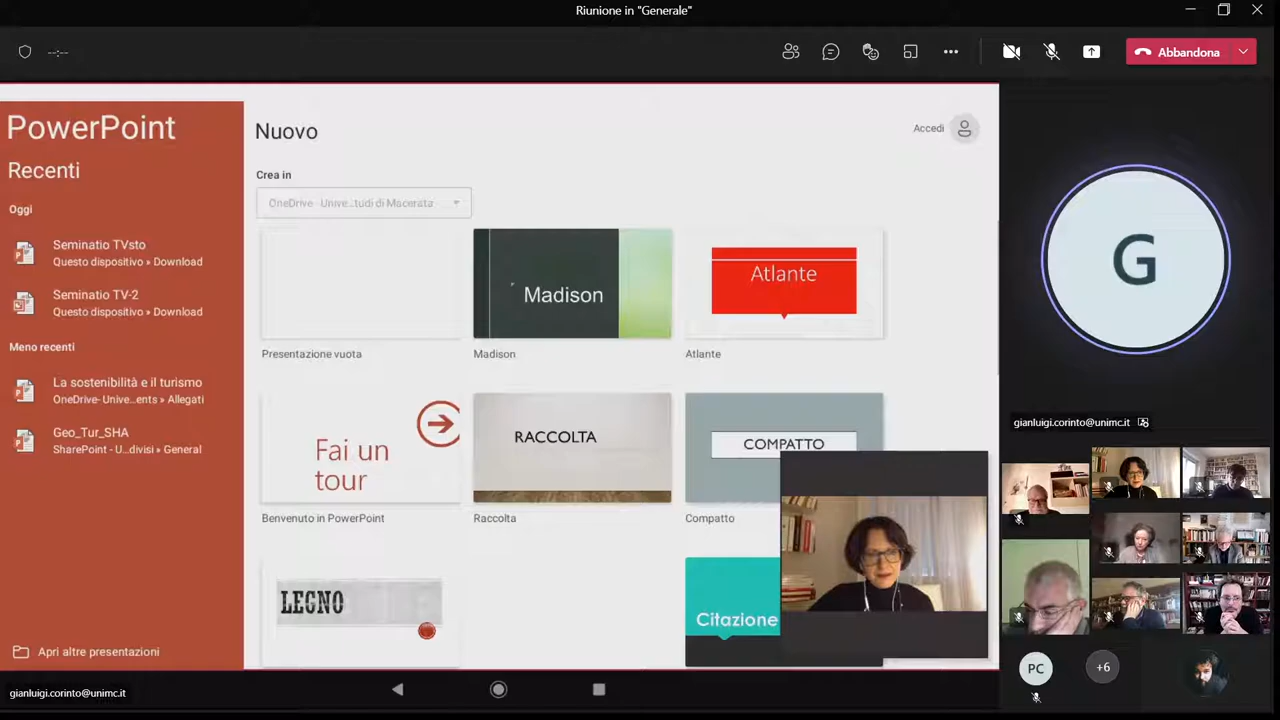 Riunione in "Generale"
--:--
Abbandona
PowerPoint
Recenti
Oggi
Seminatio TVsto
Questo dispositivo » Download
Seminatio TV-2
Questo dispositivo » Download
Meno recenti
La sostenibilità e il turismo
OneDrive- Unive...ents » Allegati
Geo_Tur_SHA
SharePoint - U...divisi » General
Apri altre presentazioni
Nuovo
Accedi
Crea in
OneDrive - Unive...tudi di Macerata
Madison
Atlante
Presentazione vuota
Madison
Atlante
Fai un
tour
RACCOLTA
COMPATTO
Benvenuto in PowerPoint
Raccolta
Compatto
LEGNO
Citazione
G
gianluigi.corinto@unimc.it
PC
+6
gianluigi.corinto@unimc.it